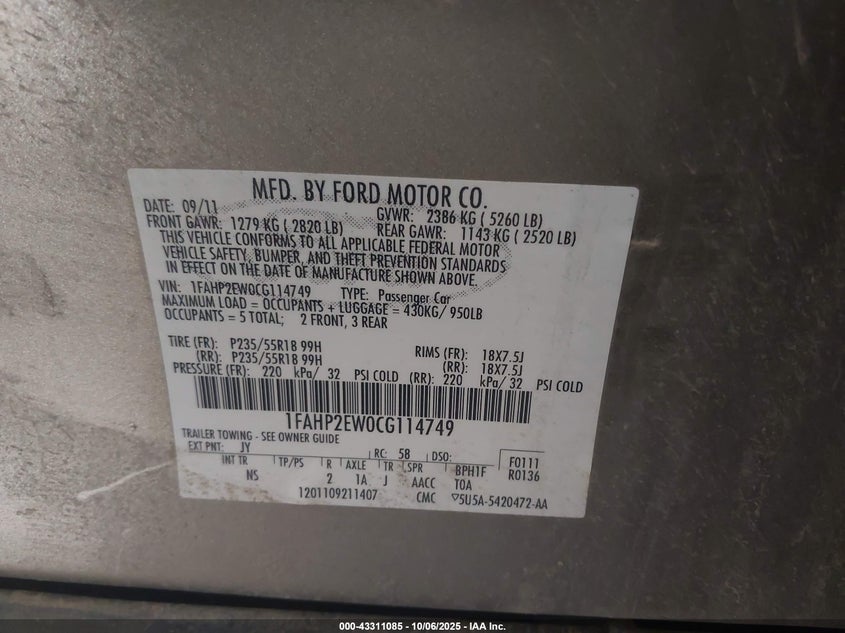 MFD. BY FORD MOTOR CO.
DATE: 09/11 GVWR: 2386 KG ( 5260 LB)
FRONT GAWR: 1279 KG ( 2820 LB) REAR GAWR: 1143 KG ( 2520 LB)
THIS VEHICLE CONFORMS TO ALL APPLICABLE FEDERAL MOTOR
VEHICLE SAFETY, BUMPER, AND THEFT PREVENTION STANDARDS
IN EFFECT ON THE DATE OF MANUFACTURE SHOWN ABOVE.
VIN: 1FAHP2EW0CG114749 TYPE: Passenger Car
MAXIMUM LOAD = OCCUPANTS + LUGGAGE = 430KG/ 950LB
OCCUPANTS = 5 TOTAL; 2 FRONT, 3 REAR
TIRE (FR): P235/55R18 99H RIMS (FR): 18X7.5J
(RR): P235/55R18 99H (RR): 18X7.5J
PRESSURE (FR): 220 kPa/ 32 PSI COLD (RR): 220 kPa/ 32 PSI COLD
1FAHP2EW0CG114749
TRAILER TOWING - SEE OWNER GUIDE
EXT PNT: JY RC: 58 DSO: F0111
INT TR TP/PS R AXLE TR SPR BPH1F R0136
NS 2 1A J AACC TOA
1201109211407 CMC 5U5A-5420472-AA
000-43311085 - 10/06/2025 - IAA Inc.